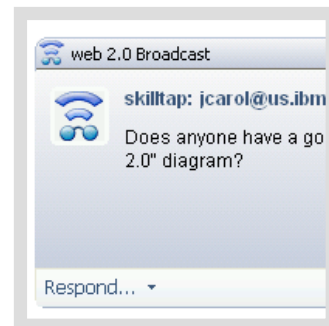 web 2.0 Broadcast
skilltap: jcarol@us.ibm
Does anyone have a go
2.0" diagram?
Respond...